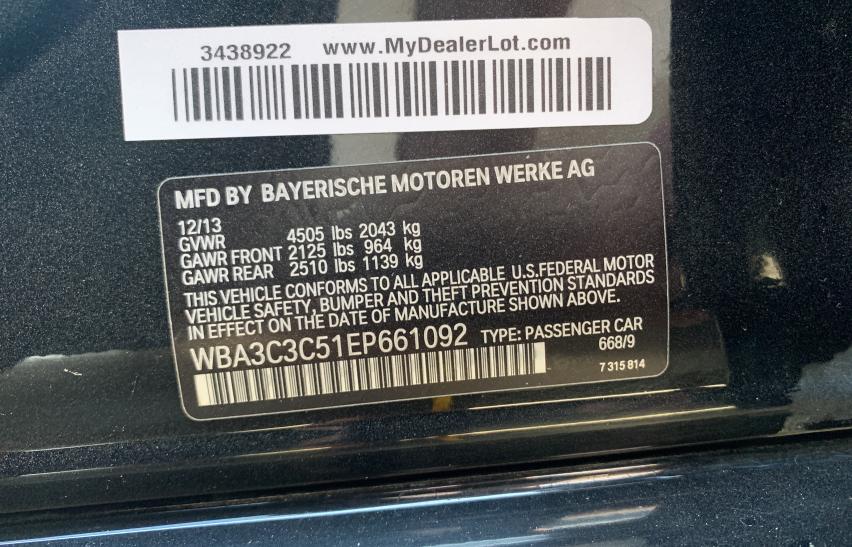 3438922 www.MyDealerLot.com
MFD BY BAYERISCHE MOTOREN WERKE AG
12/13
GVWR 4505 lbs 2043 kg
GAWR FRONT 2125 lbs 964 kg
GAWR REAR 2510 lbs 1139 kg
THIS VEHICLE CONFORMS TO ALL APPLICABLE U.S.FEDERAL MOTOR
VEHICLE SAFETY, BUMPER AND THEFT PREVENTION STANDARDS
IN EFFECT ON THE DATE OF MANUFACTURE SHOWN ABOVE.
WBA3C3C51EP661092 TYPE: PASSENGER CAR
668/9
7 315 814